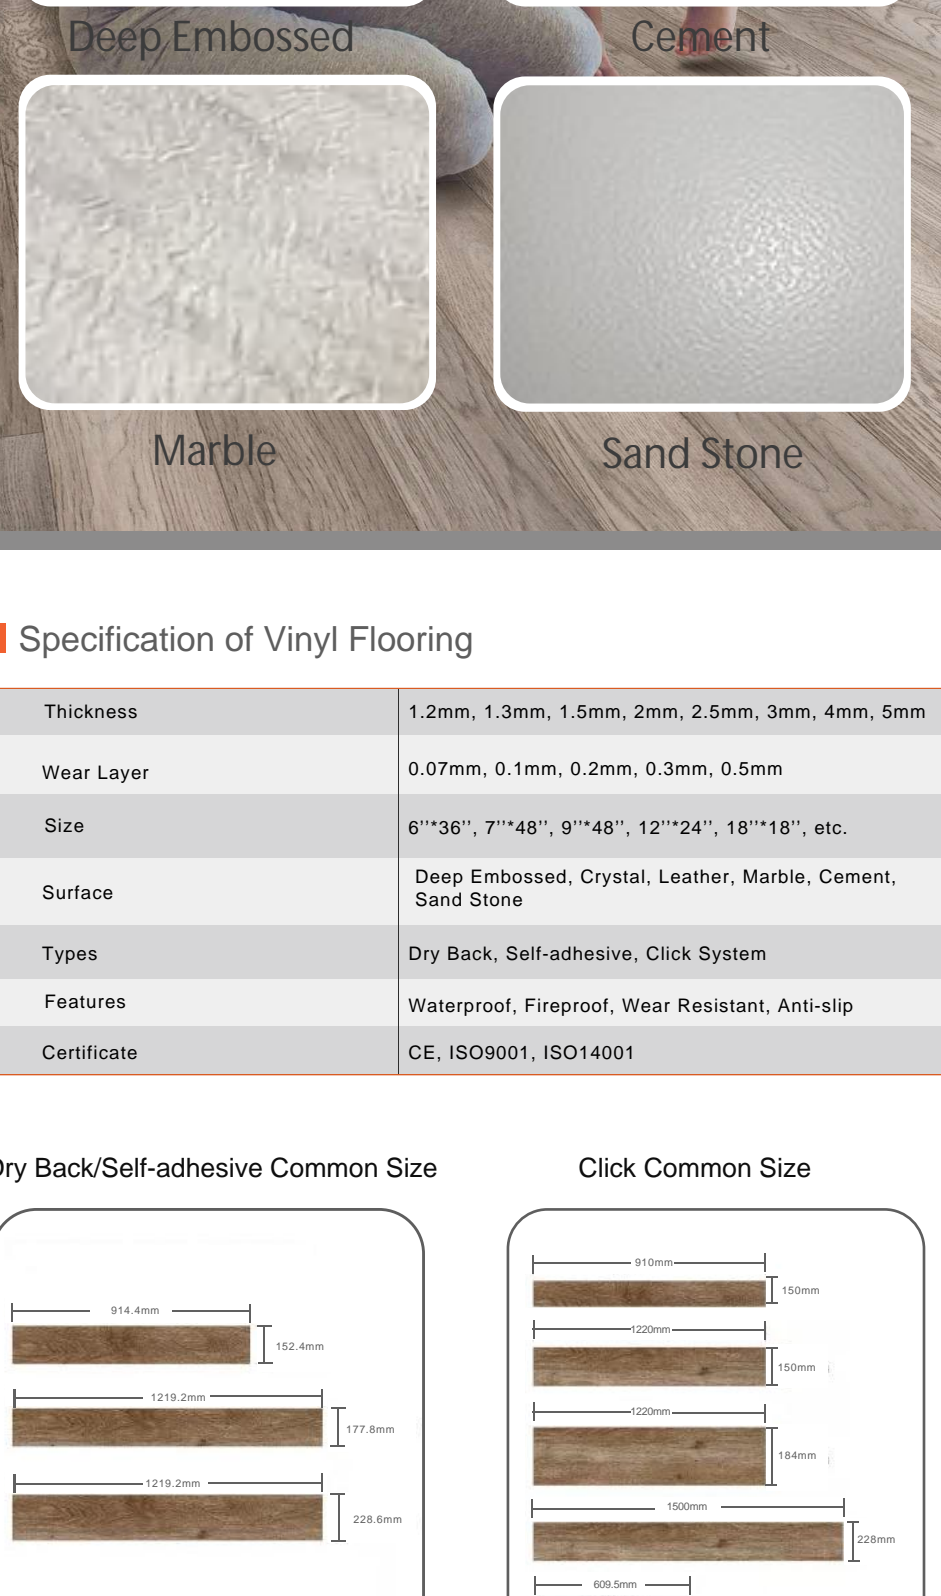 Deep Embossed
Cement
Marble
Sand Stone
Specification of Vinyl Flooring
Thickness
1.2mm, 1.3mm, 1.5mm, 2mm, 2.5mm, 3mm, 4mm, 5mm
Wear Layer
0.07mm, 0.1mm, 0.2mm, 0.3mm, 0.5mm
Size
6''*36'', 7''*48'', 9''*48'', 12''*24'', 18''*18'', etc.
Surface
Deep Embossed, Crystal, Leather, Marble, Cement,
Sand Stone
Types
Dry Back, Self-adhesive, Click System
Features
Waterproof, Fireproof, Wear Resistant, Anti-slip
Certificate
CE, ISO9001, ISO14001
Dry Back/Self-adhesive Common Size
914.4mm
152.4mm
1219.2mm
177.8mm
1219.2mm
228.6mm
Click Common Size
910mm
150mm
1220mm
150mm
1220mm
184mm
1500mm
228mm
609.5mm